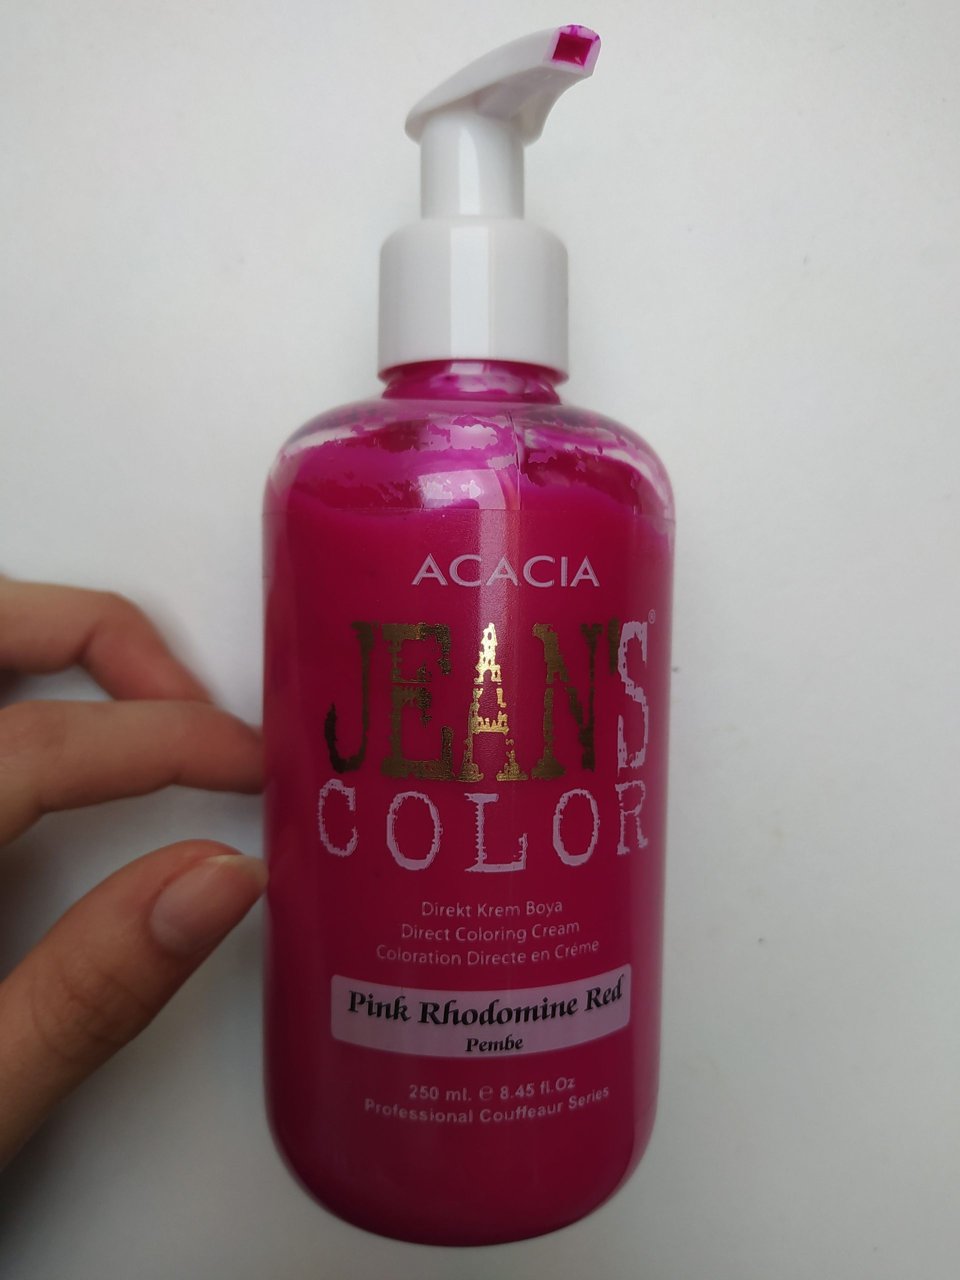 ACACIA
JEAN'S®
COLOR
Direkt Krem Boya
Direct Coloring Cream
Coloration Directe en Créme
Pink Rhodomine Red
Pembe
250 ml. ℮ 8.45 fl.Oz
Professional Couffeaur Series